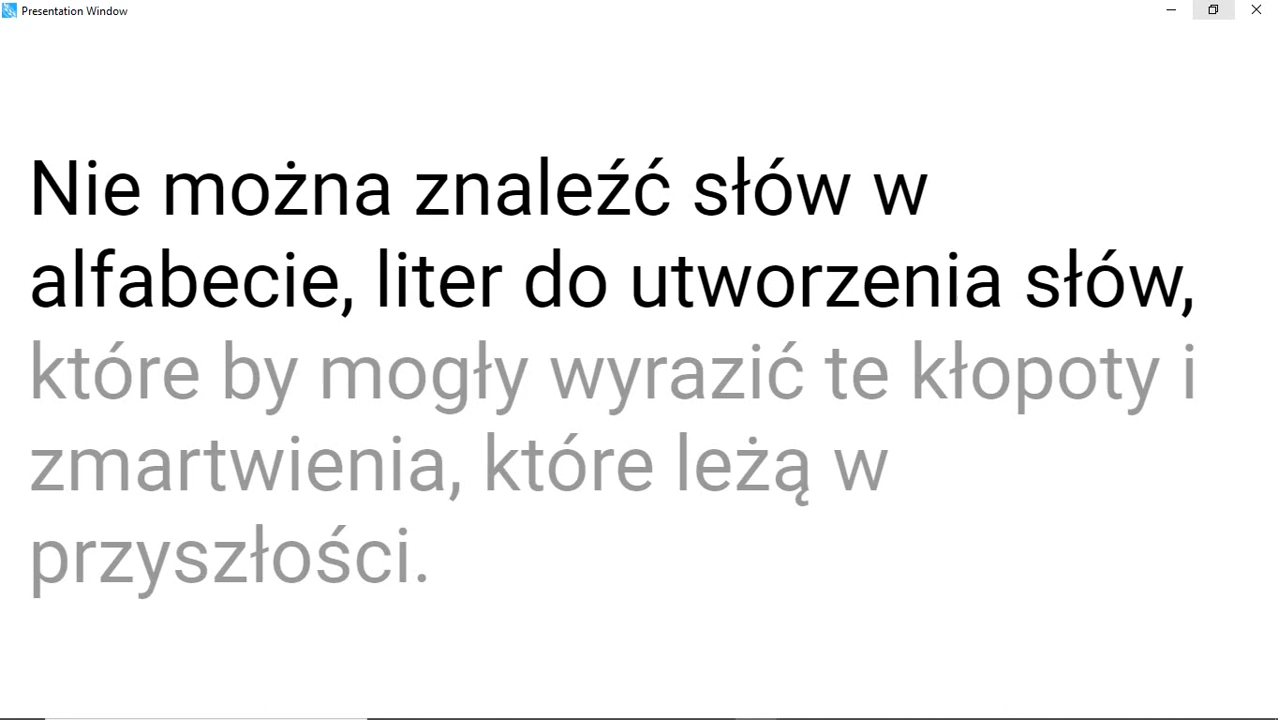 Presentation Window
Nie można znaleźć słów w
alfabecie, liter do utworzenia słów,
które by mogły wyrazić te kłopoty i
zmartwienia, które leżą w
przyszłości.